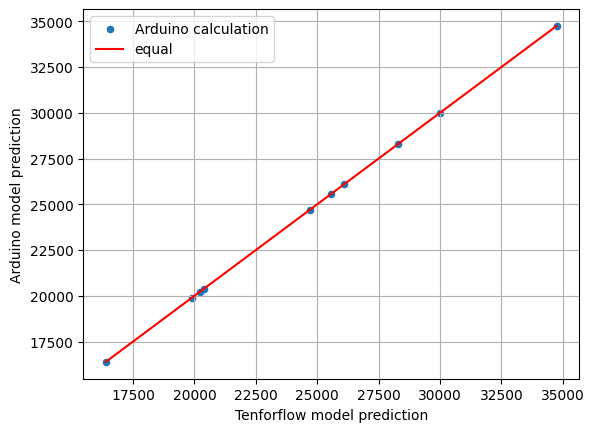 Arduino calculation
equal
35000
32500
30000
27500
25000
22500
20000
17500
Arduino model prediction
17500 20000 22500 25000 27500 30000 32500 35000
Tenforflow model prediction